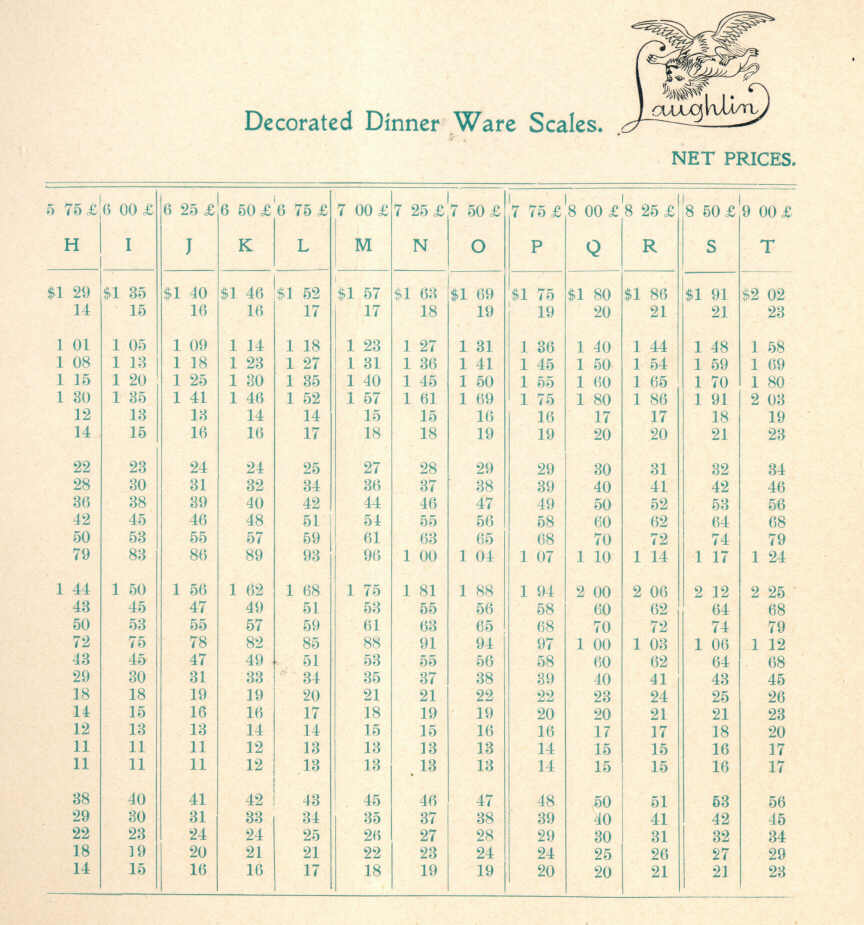 Laughlin
Decorated Dinner Ware Scales.
NET PRICES.
5 75 £ 6 00 £ 6 25 £ 6 50 £ 6 75 £ 7 00 £ 7 25 £ 7 50 £ 7 75 £ 8 00 £ 8 25 £ 8 50 £ 9 00 £
H I J K L M N O P Q R S T
$1 29 $1 35 $1 40 $1 46 $1 52 $1 57 $1 63 $1 69 $1 75 $1 80 $1 86 $1 91 $2 02
14 15 16 16 17 17 18 19 19 20 21 21 23
1 01 1 05 1 09 1 14 1 18 1 23 1 27 1 31 1 36 1 40 1 44 1 48 1 58
1 08 1 13 1 18 1 23 1 27 1 31 1 36 1 41 1 45 1 50 1 54 1 59 1 69
1 15 1 20 1 25 1 30 1 35 1 40 1 45 1 50 1 55 1 60 1 65 1 70 1 80
1 30 1 35 1 41 1 46 1 52 1 57 1 61 1 69 1 75 1 80 1 86 1 91 2 03
12 13 13 14 14 15 15 16 16 17 17 18 19
14 15 16 16 17 18 18 19 19 20 20 21 23
22 23 24 24 25 27 28 29 29 30 31 32 34
28 30 31 32 34 36 37 38 39 40 41 42 46
36 38 39 40 42 44 46 47 49 50 52 53 56
42 45 46 48 51 54 55 56 58 60 62 64 68
50 53 55 57 59 61 63 65 68 70 72 74 79
79 83 86 89 93 96 1 00 1 04 1 07 1 10 1 14 1 17 1 24
1 44 1 50 1 56 1 62 1 68 1 75 1 81 1 88 1 94 2 00 2 06 2 12 2 25
43 45 47 49 51 53 55 56 58 60 62 64 68
50 53 55 57 59 61 63 65 68 70 72 74 79
72 75 78 82 85 88 91 94 97 1 00 1 03 1 06 1 12
43 45 47 49 51 53 55 56 58 60 62 64 68
29 30 31 33 34 35 37 38 39 40 41 43 45
18 18 19 19 20 21 21 22 22 23 24 25 26
14 15 16 16 17 18 19 19 20 20 21 21 23
12 13 13 14 14 15 15 16 16 17 17 18 20
11 11 11 12 13 13 13 13 14 15 15 16 17
11 11 11 12 13 13 13 13 14 15 15 16 17
38 40 41 42 43 45 46 47 48 50 51 53 56
29 30 31 33 34 35 37 38 39 40 41 42 45
22 23 24 24 25 26 27 28 29 30 31 32 34
18 19 20 21 21 22 23 24 24 25 26 27 29
14 15 16 16 17 18 19 19 20 20 21 21 23